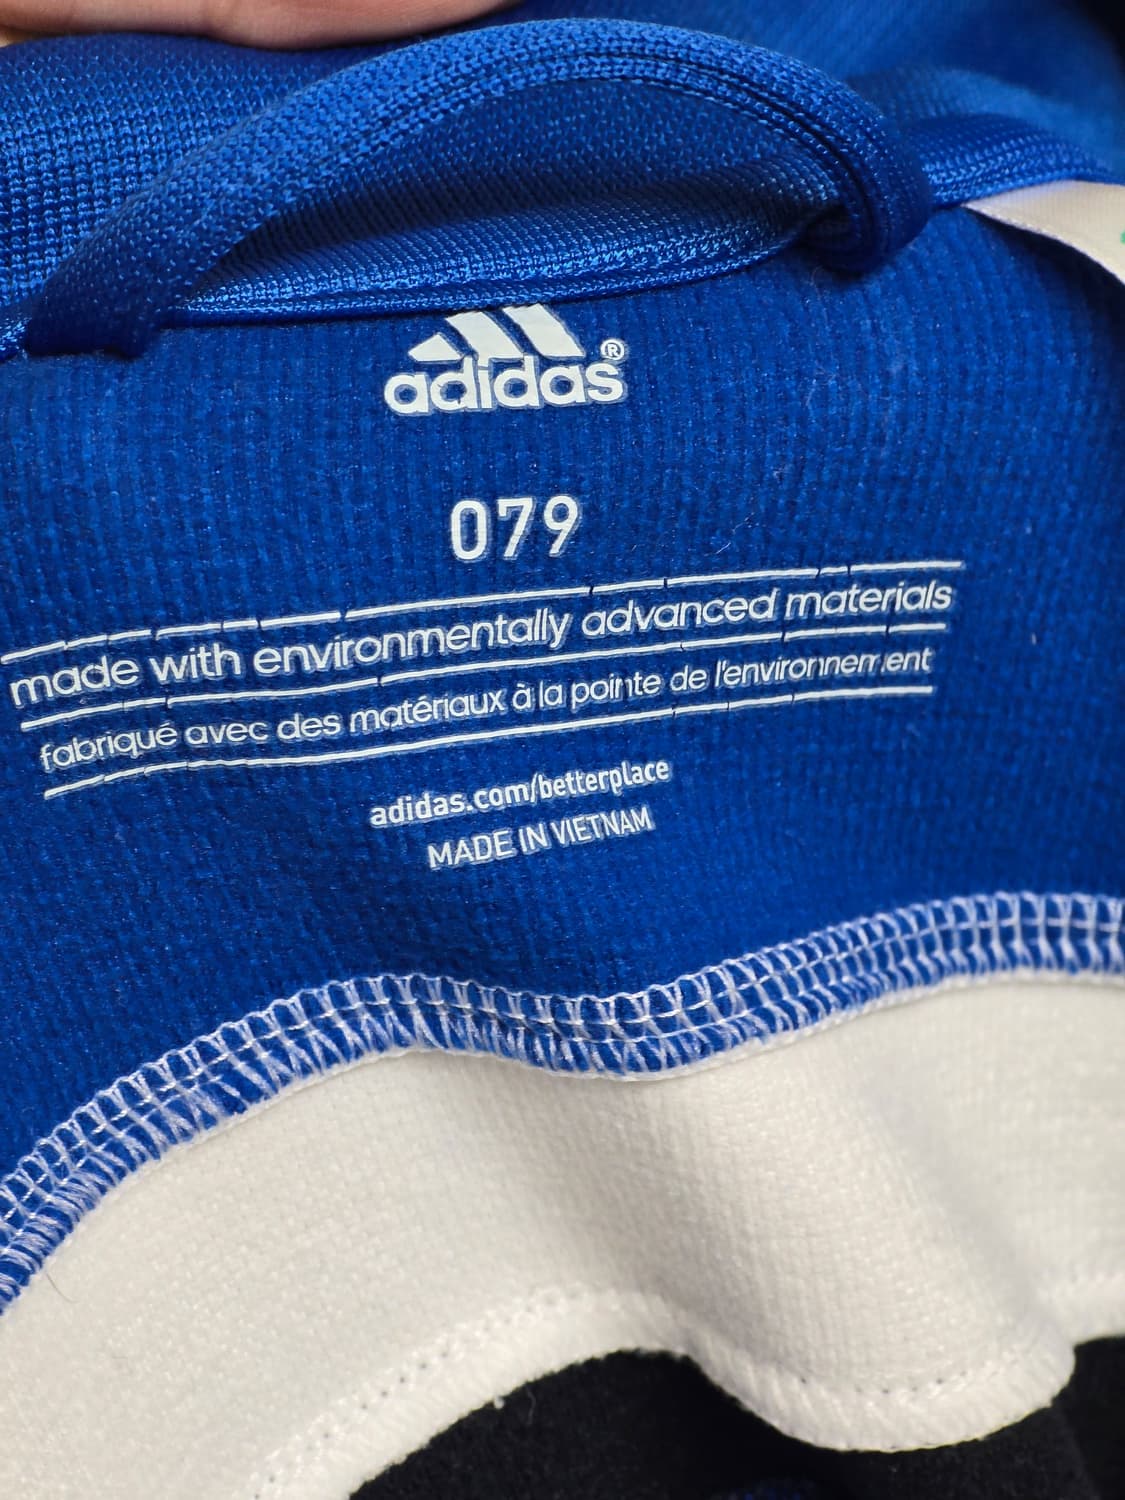 adidas®
079
made with environmentally advanced materials
fabriqué avec des matériaux à la pointe de l'environnement
adidas.com/betterplace
MADE IN VIETNAM